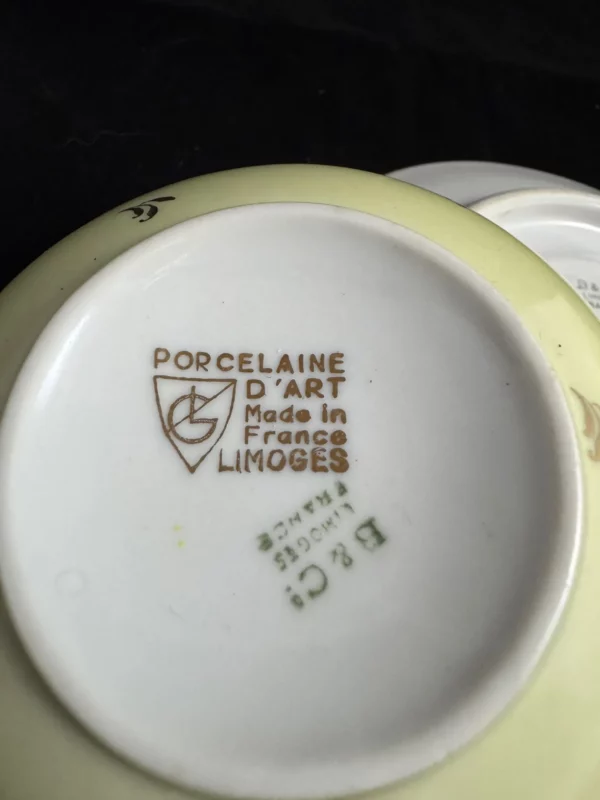 PORCELAINE
D'ART
Made in
France
LIMOGES
B & Cº
LIMOGES
FRANCE